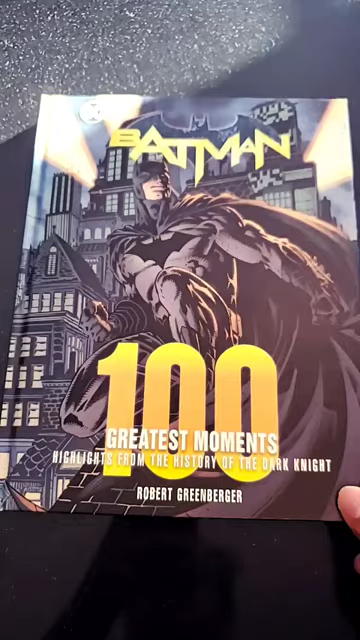 BATMAN
100
GREATEST MOMENTS
HIGHLIGHTS FROM THE HISTORY OF THE DARK KNIGHT
ROBERT GREENBERGER